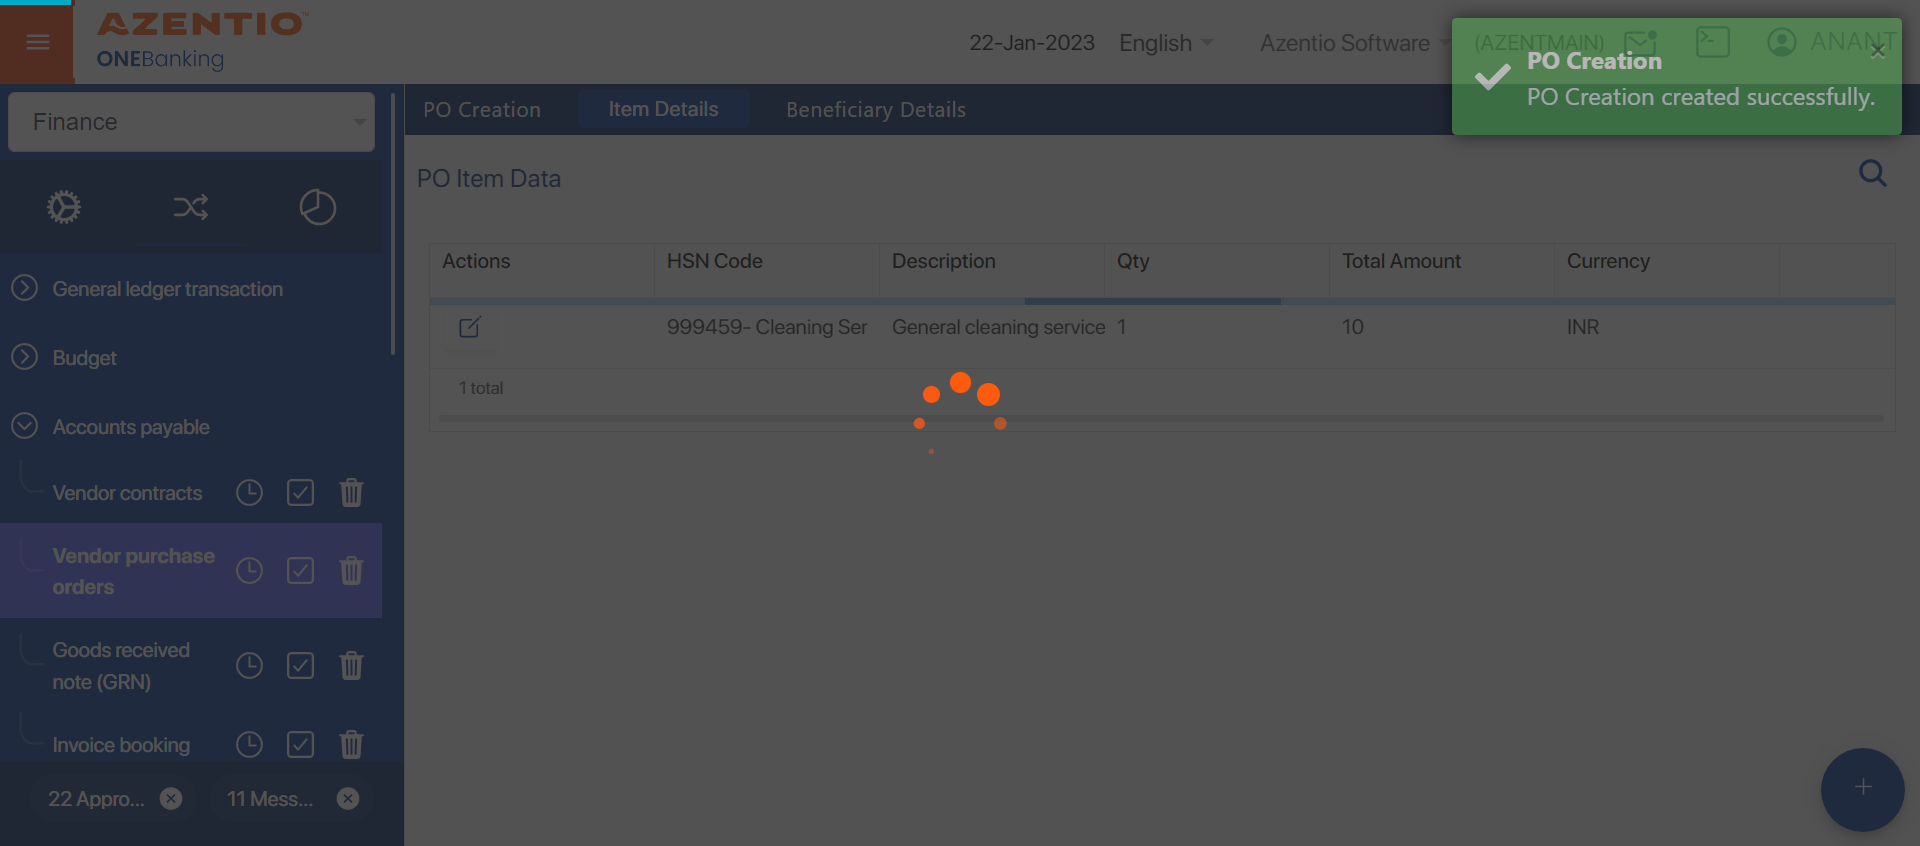 AZENTIO™
ONEBanking
22-Jan-2023
English
Azentio Software
(AZENTMAIN)
ANANT
PO Creation
PO Creation created successfully.
Finance
PO Creation
Item Details
Beneficiary Details
PO Item Data
Actions
HSN Code
Description
Qty
Total Amount
Currency
999459- Cleaning Ser
General cleaning service
1
10
INR
1 total
General ledger transaction
Budget
Accounts payable
Vendor contracts
Vendor purchase
orders
Goods received
note (GRN)
Invoice booking
22 Appro...
11 Mess...